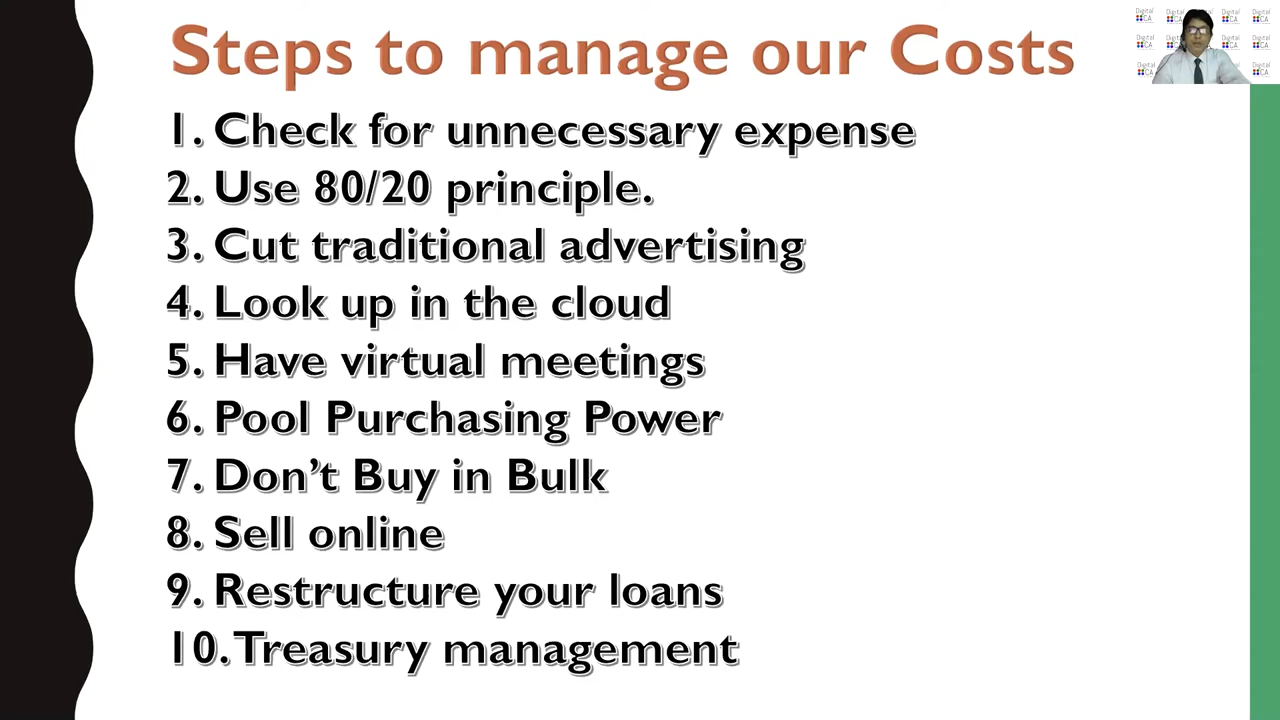 Steps to manage our Costs
1. Check for unnecessary expense
2. Use 80/20 principle.
3. Cut traditional advertising
4. Look up in the cloud
5. Have virtual meetings
6. Pool Purchasing Power
7. Don’t Buy in Bulk
8. Sell online
9. Restructure your loans
10. Treasury management
Digital CA